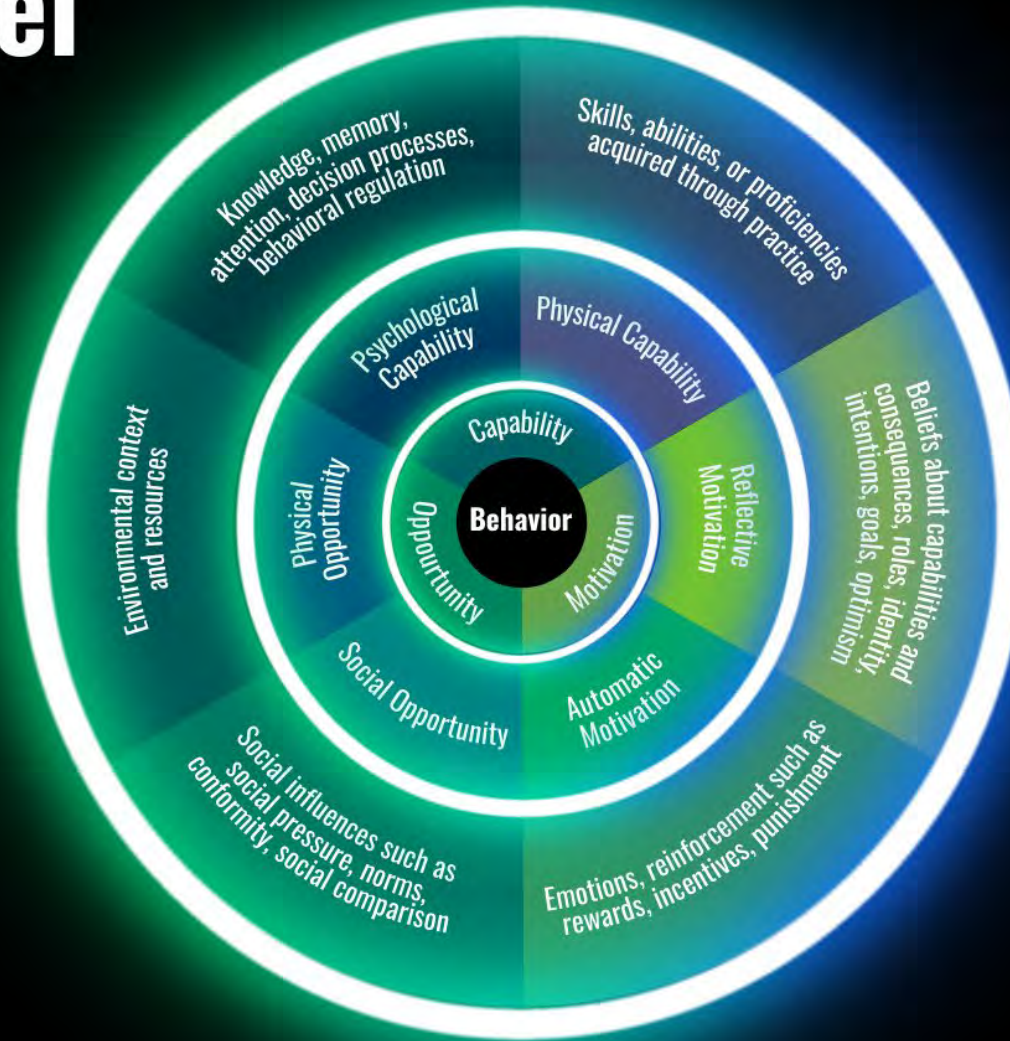 el
Knowledge, memory,
attention, decision processes,
behavioral regulation
Skills, abilities, or proficiencies
acquired through practice
Psychological
Capability
Physical Capability
Capability
Environmental context
and resources
Physical
Opportunity
Oppourtunity
Behavior
Motivation
Reflective
Motivation
Beliefs about capabilities and
consequences, roles, identity,
intentions, goals, optimism
Social Opportunity
Automatic
Motivation
Social influences such as
social pressure, norms,
conformity, social comparison
Emotions, reinforcement such as
rewards, incentives, punishment